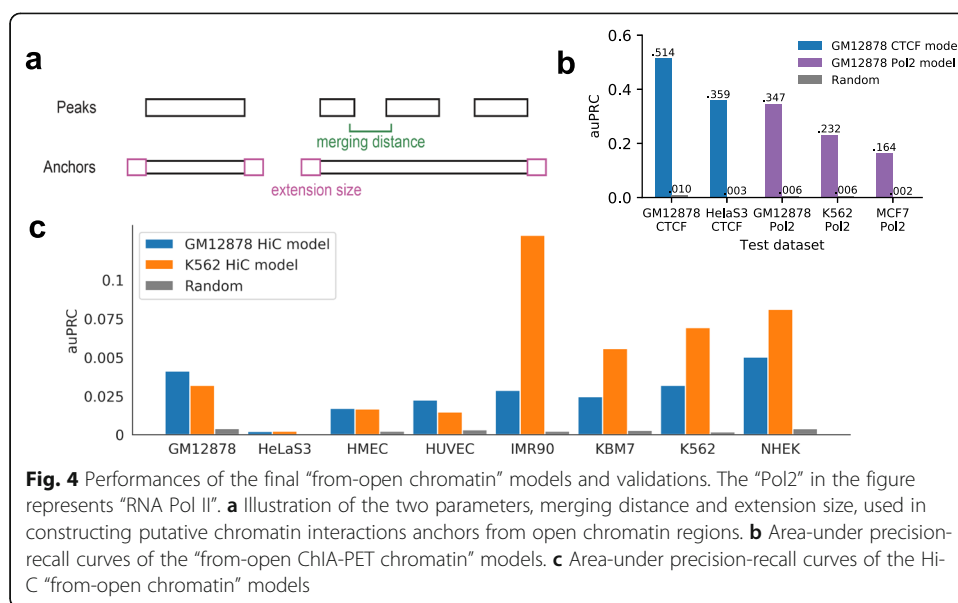 a
Peaks
merging distance
Anchors
extension size
b
0.6
0.4
0.2
0.0
auPRC
GM12878 CTCF mode
GM12878 Pol2 model
Random
.514
.010
.359
.003
.347
.006
.232
.006
.164
.002
GM12878 HelaS3 GM12878 K562 MCF7
CTCF CTCF Pol2 Pol2 Pol2
Test dataset
c
GM12878 HiC model
K562 HiC model
Random
auPRC
0.1
0.075
0.005
0.025
0
GM12878 HeLaS3 HMEC HUVEC IMR90 KBM7 K562 NHEK
Fig. 4 Performances of the final “from-open chromatin” models and validations. The “Pol2” in the figure
represents “RNA Pol II”. a Illustration of the two parameters, merging distance and extension size, used in
constructing putative chromatin interactions anchors from open chromatin regions. b Area-under precision-
recall curves of the “from-open ChIA-PET chromatin” models. c Area-under precision-recall curves of the Hi-
C “from-open chromatin” models